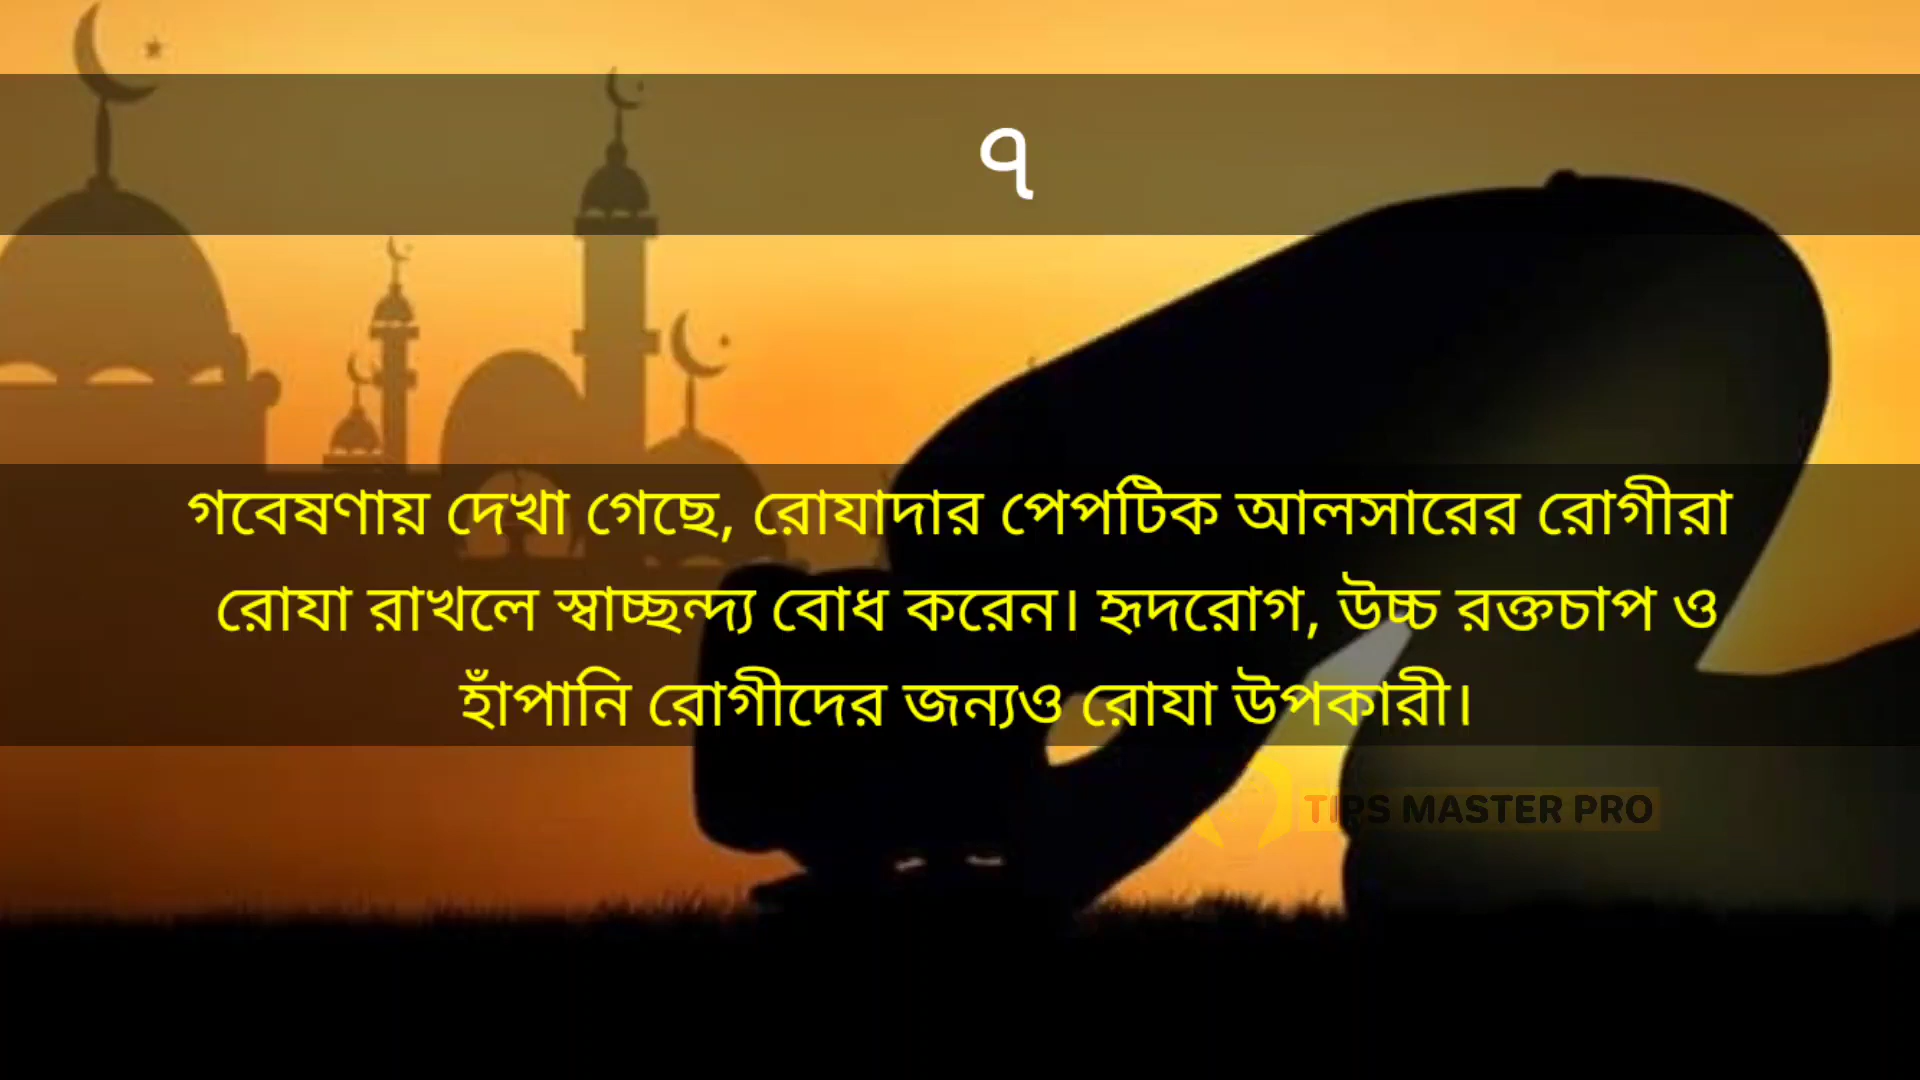 ৭
গবেষণায় দেখা গেছে, রোযাদার পেপটিক আলসারের রোগীরা
রোযা রাখলে স্বাচ্ছন্দ্য বোধ করেন। হৃদরোগ, উচ্চ রক্তচাপ ও
হাঁপানি রোগীদের জন্যও রোযা উপকারী।
TIPS MASTER PRO